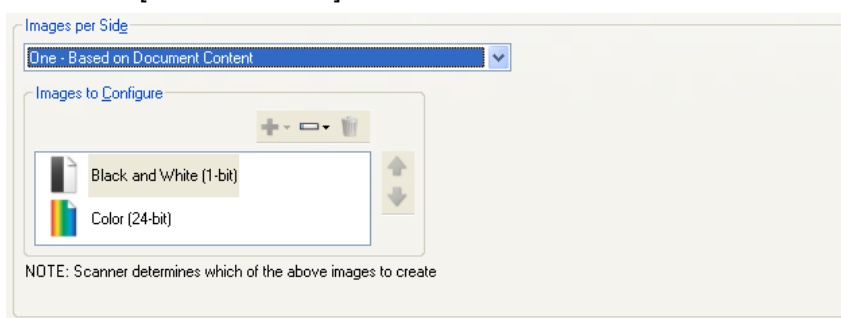 Images per Side
One - Based on Document Content
Images to Configure
Black and White (1-bit)
Color (24-bit)
NOTE: Scanner determines which of the above images to create